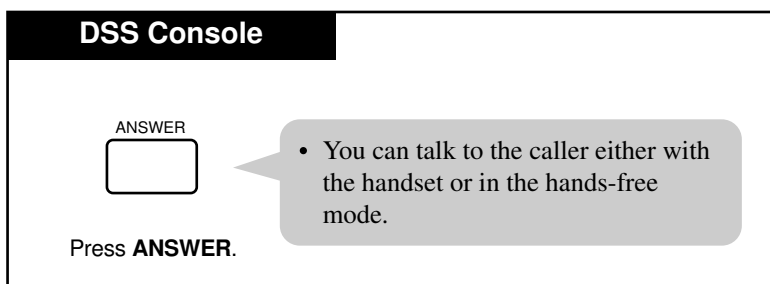 DSS Console
ANSWER
• You can talk to the caller either with
the handset or in the hands-free
mode.
Press ANSWER.